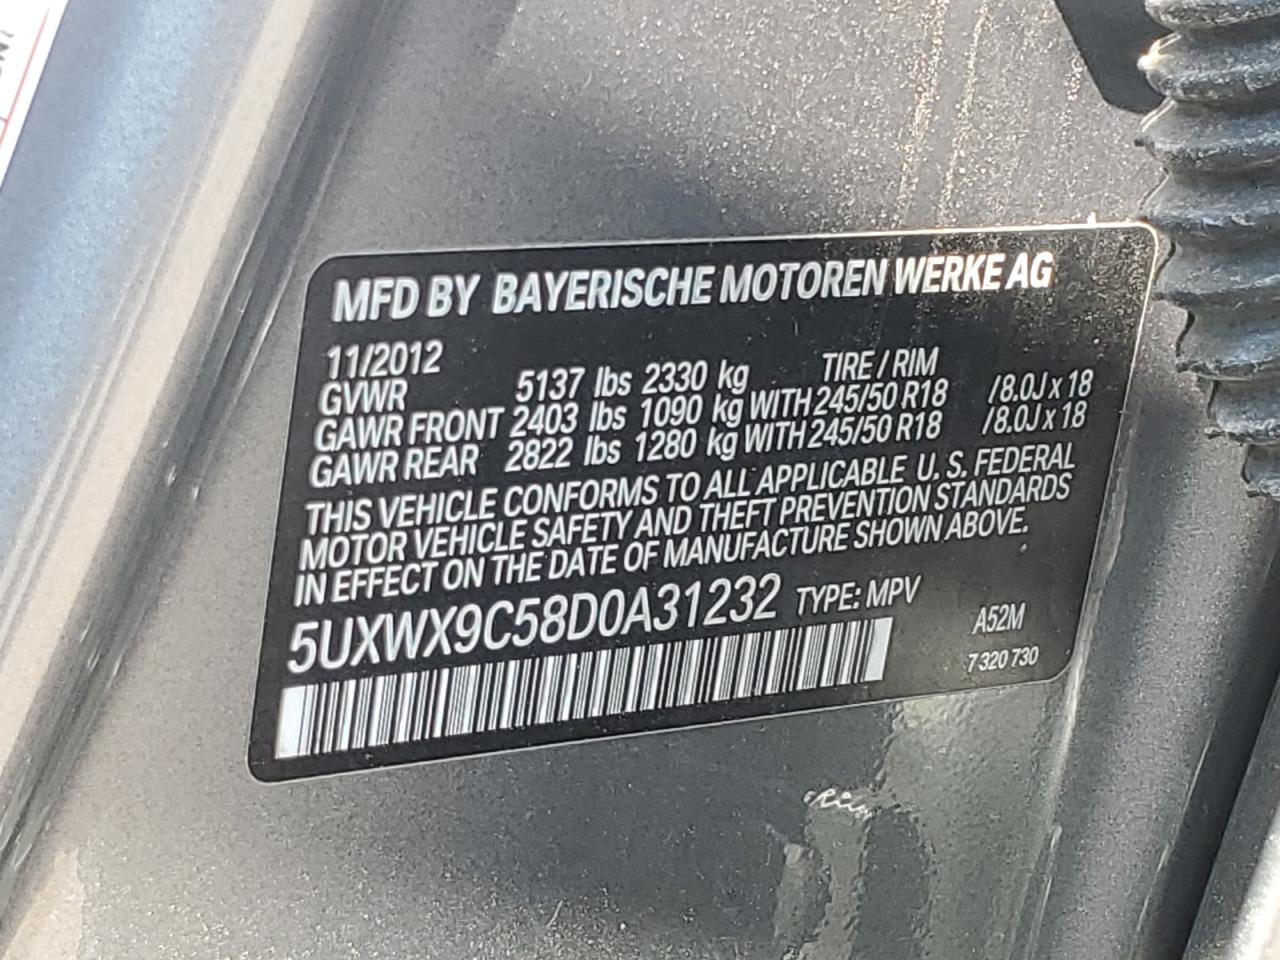 MFD BY BAYERISCHE MOTOREN WERKE AG
11/2012 TIRE / RIM
GVWR 5137 lbs 2330 kg
GAWR FRONT 2403 lbs 1090 kg WITH 245/50 R18 /8.0J x 18
GAWR REAR 2822 lbs 1280 kg WITH 245/50 R18 /8.0J x 18
THIS VEHICLE CONFORMS TO ALL APPLICABLE U. S. FEDERAL
MOTOR VEHICLE SAFETY AND THEFT PREVENTION STANDARDS
IN EFFECT ON THE DATE OF MANUFACTURE SHOWN ABOVE.
5UXWX9C58D0A31232 TYPE: MPV
A52M
7 320 730